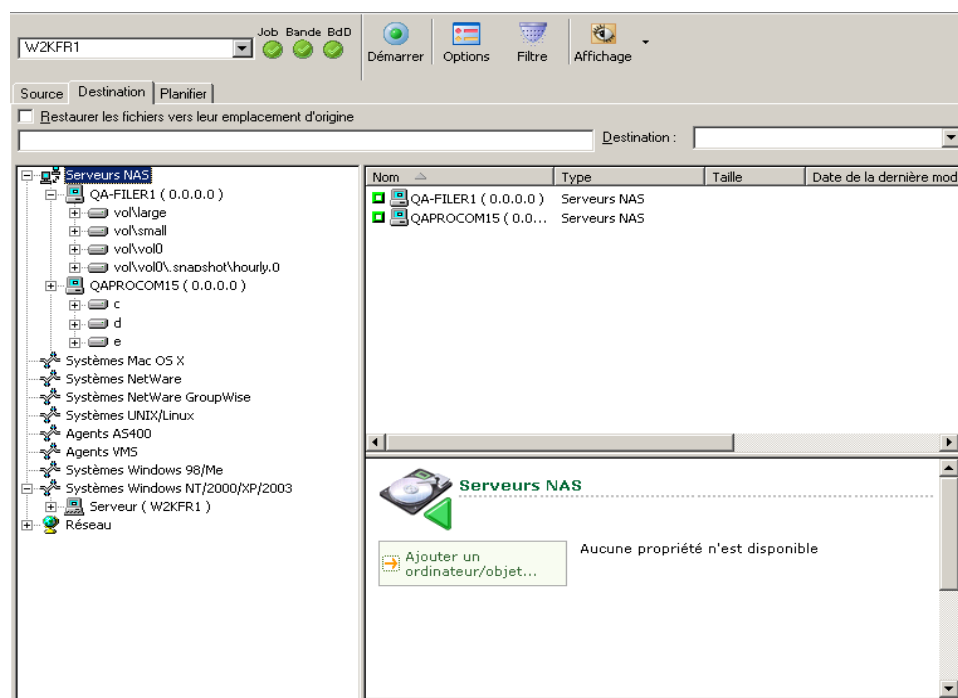 Job Bande BdD
W2KFR1
Démarrer Options Filtre Affichage
Source Destination Planifier
Restaurer les fichiers vers leur emplacement d'origine
Destination :
Serveurs NAS
QA-FILER1 ( 0.0.0.0 )
vol\large
vol\small
vol\vol0
vol\vol0\.snapshot\hourly.0
QAPROCOM15 ( 0.0.0.0 )
c
d
e
Systèmes Mac OS X
Systèmes NetWare
Systèmes NetWare GroupWise
Systèmes UNIX/Linux
Agents AS400
Agents VMS
Systèmes Windows 98/Me
Systèmes Windows NT/2000/XP/2003
Serveur ( W2KFR1 )
Réseau
Nom Type Taille Date de la dernière mod
QA-FILER1 ( 0.0.0.0 ) Serveurs NAS
QAPROCOM15 ( 0.0... Serveurs NAS
Serveurs NAS
Ajouter un
ordinateur/objet...
Aucune propriété n'est disponible